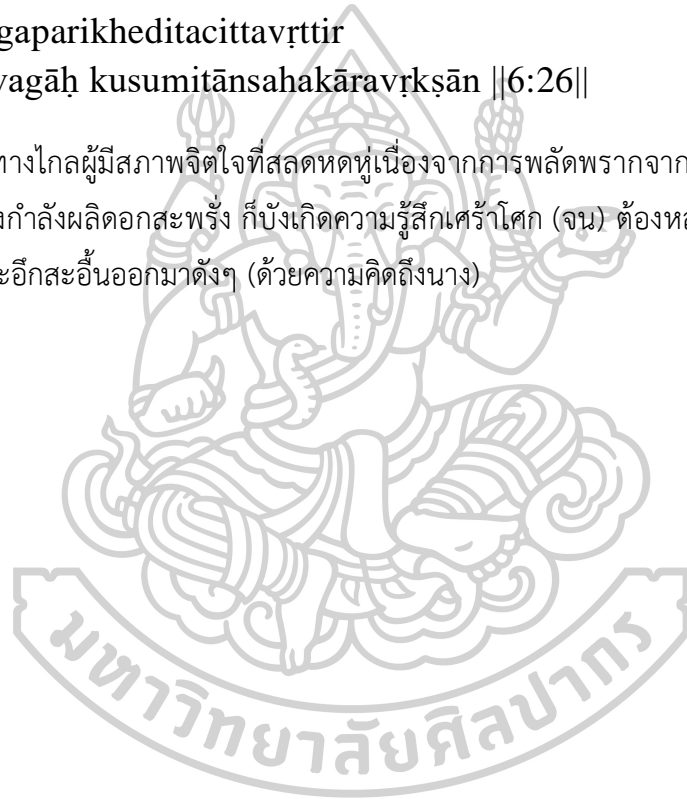 gaparikheditacittavṛttir
vagāḥ kusumitānsahakāravṛkṣān ||6:26||
ทางไกลผู้มีสภาพจิตใจที่สลดหดหู่เนื่องจากการพลัดพรากจาก
งกำลังผลิดอกสะพรั่ง ก็บังเกิดความรู้สึกเศร้าโศก (จน) ต้องหล
ะอึกสะอื้นออกมาดังๆ (ด้วยความคิดถึงนาง)
มหาวิทยาลัยศิลปากร